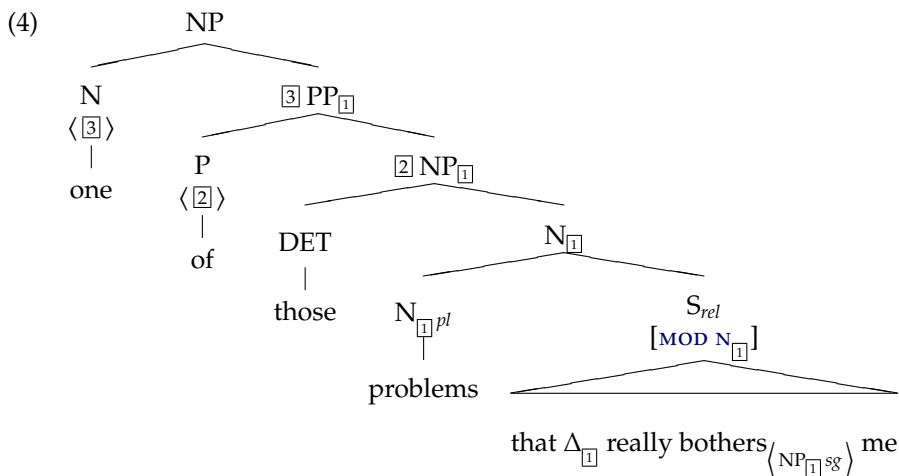 (4) NP
N 3 PP1
⟨ 3 ⟩
one P 2 NP1
⟨ 2 ⟩
of DET N1
those N1 pl Srel
[MOD N1]
problems
that Δ1 really bothers⟨NP1 sg⟩ me